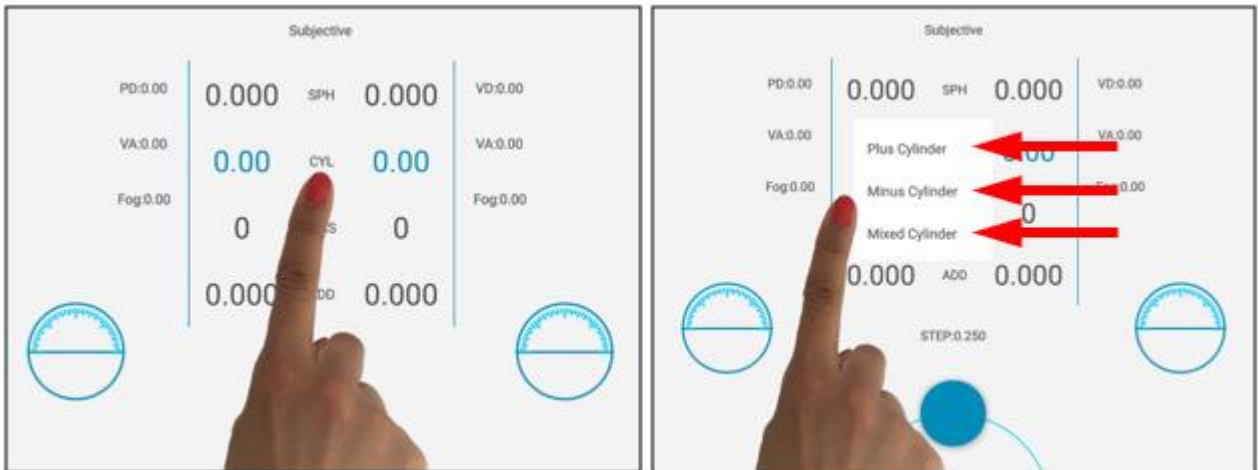 Subjective
PD:0.00
0.000 SPH 0.000
VD:0.00
VA:0.00
0.00 CYL 0.00
VA:0.00
Fog:0.00
Fog:0.00
0 0
0.000 0.000
Subjective
PD:0.00
0.000 SPH 0.000
VD:0.00
VA:0.00
Plus Cylinder
VA:0.00
Fog:0.00
Minus Cylinder
0
Mixed Cylinder
0.000 ADD 0.000
STEP:0.250